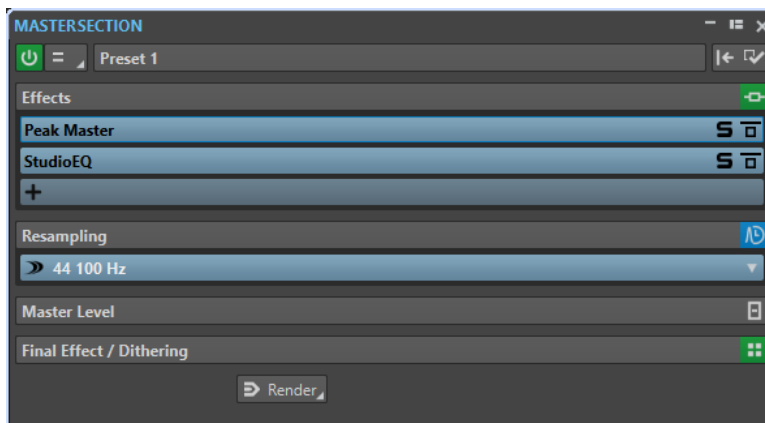 MASTERSECTION
Preset 1
Effects
Peak Master S
StudioEQ S
Resampling
44 100 Hz
Master Level
Final Effect / Dithering
Render